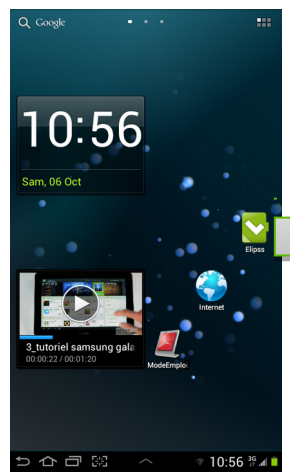 Google
10:56
Sam, 06 Oct
Elipss
Internet
3_tutoriel samsung gala
00:00:22 / 00:01:20
ModeEmploi
10:56 3G